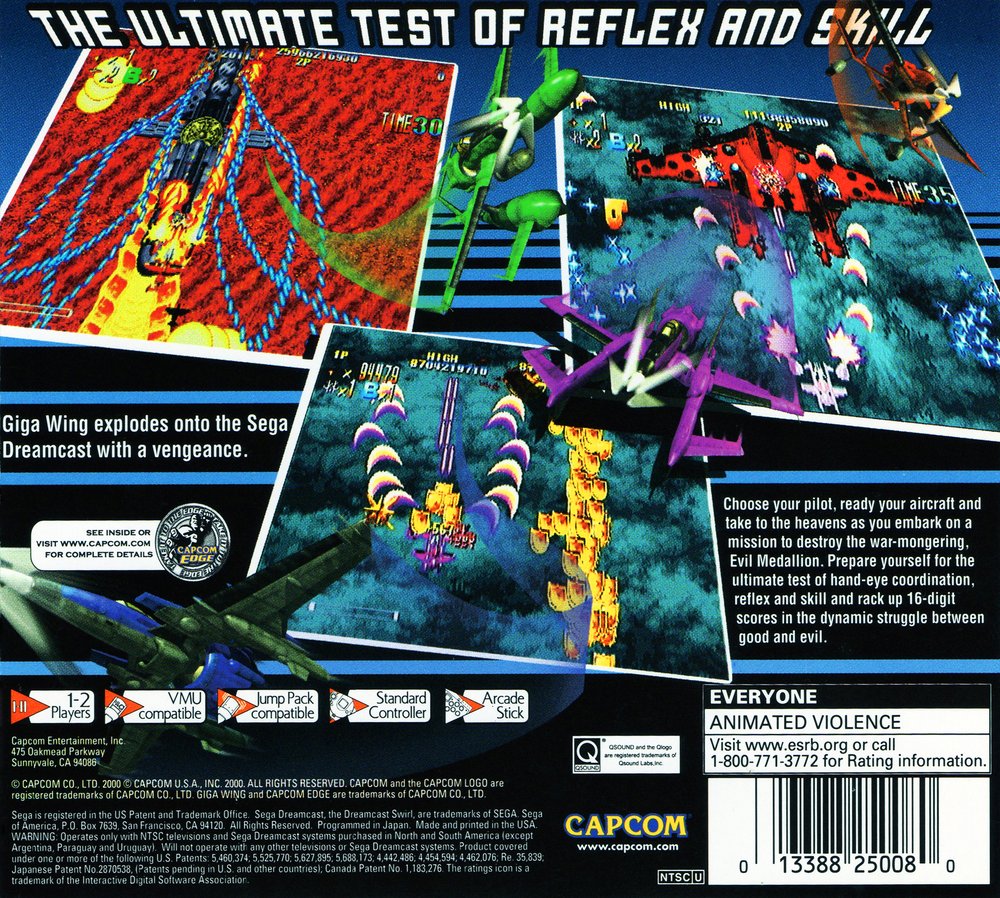 THE ULTIMATE TEST OF REFLEX AND SKILL
2P
TIME 30
HIGH
2P
TIME 35
1P
HIGH
9704219710
94479
Giga Wing explodes onto the Sega
Dreamcast with a vengeance.
SEE INSIDE OR
VISIT WWW.CAPCOM.COM
FOR COMPLETE DETAILS
CAPCOM
EDGE
Choose your pilot, ready your aircraft and
take to the heavens as you embark on a
mission to destroy the war-mongering,
Evil Medallion. Prepare yourself for the
ultimate test of hand-eye coordination,
reflex and skill and rack up 16-digit
scores in the dynamic struggle between
good and evil.
1-2
Players
VMU
compatible
Jump Pack
compatible
Standard
Controller
Arcade
Stick
Capcom Entertainment, Inc.
475 Oakmead Parkway
Sunnyvale, CA 94086
© CAPCOM CO., LTD. 2000 © CAPCOM U.S.A., INC. 2000. ALL RIGHTS RESERVED. CAPCOM and the CAPCOM LOGO are
registered trademarks of CAPCOM CO., LTD. GIGA WING and CAPCOM EDGE are trademarks of CAPCOM CO., LTD.
Sega is registered in the US Patent and Trademark Office. Sega Dreamcast, the Dreamcast Swirl, are trademarks of SEGA. Sega
of America, P.O. Box 7639, San Francisco, CA 94120. All Rights Reserved. Programmed in Japan. Made and printed in the USA.
WARNING: Operates only with NTSC televisions and Sega Dreamcast systems purchased in North and South America (except
Argentina, Paraguay and Uruguay). Will not operate with any other televisions or Sega Dreamcast systems. Product covered
under one or more of the following U.S. Patents: 5,460,374; 5,525,770; 5,627,895; 5,688,173; 4,442,486; 4,454,594; 4,462,076; Re. 35,839;
Japanese Patent No.2870538, (Patents pending in U.S. and other countries); Canada Patent No. 1,183,276. The ratings icon is a
trademark of the Interactive Digital Software Association.
QSOUND
QSOUND and the Qlogo
are registered trademarks of
Qsound Labs, Inc.
CAPCOM
www.capcom.com
NTSC U
EVERYONE
ANIMATED VIOLENCE
Visit www.esrb.org or call
1-800-771-3772 for Rating information.
0 13388 25008 0